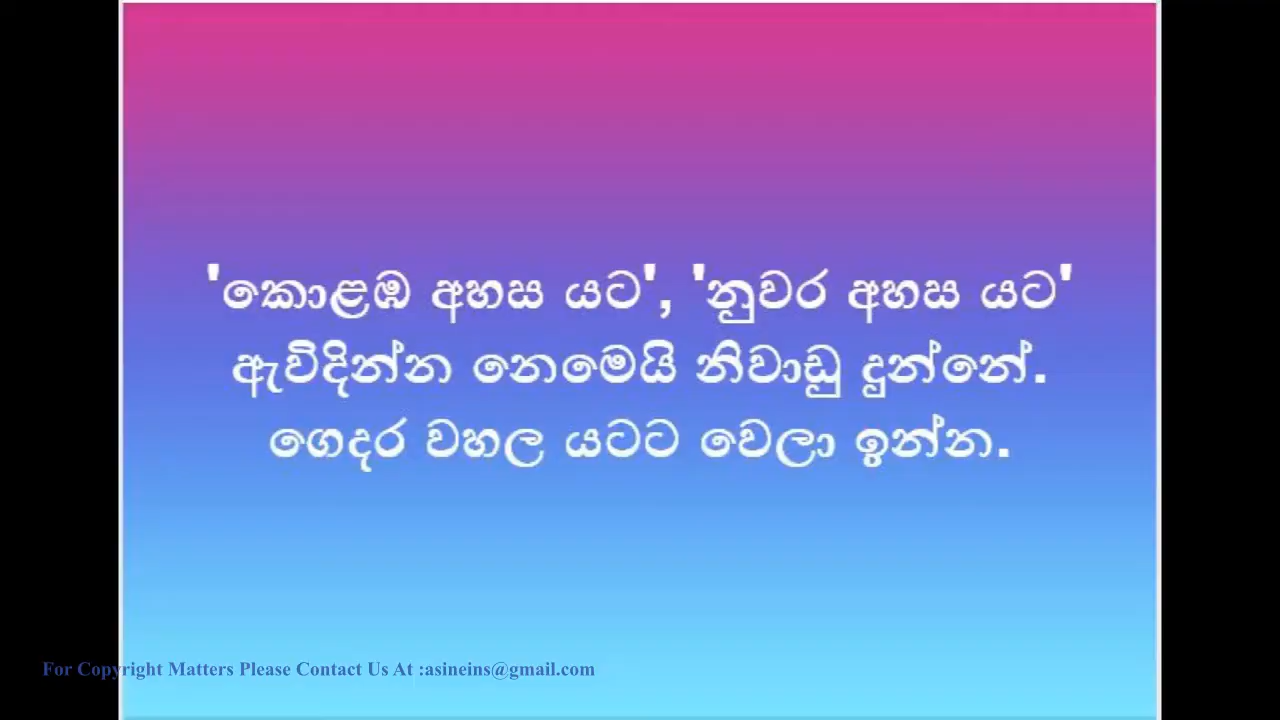 'කොළඹ අහස යට', 'නුවර අහස යට'
ඇවිදින්න නෙමෙයි නිවාඩු දුන්නේ.
ගෙදර වහල යටට වෙලා ඉන්න.
For Copyright Matters Please Contact Us At :asineins@gmail.com